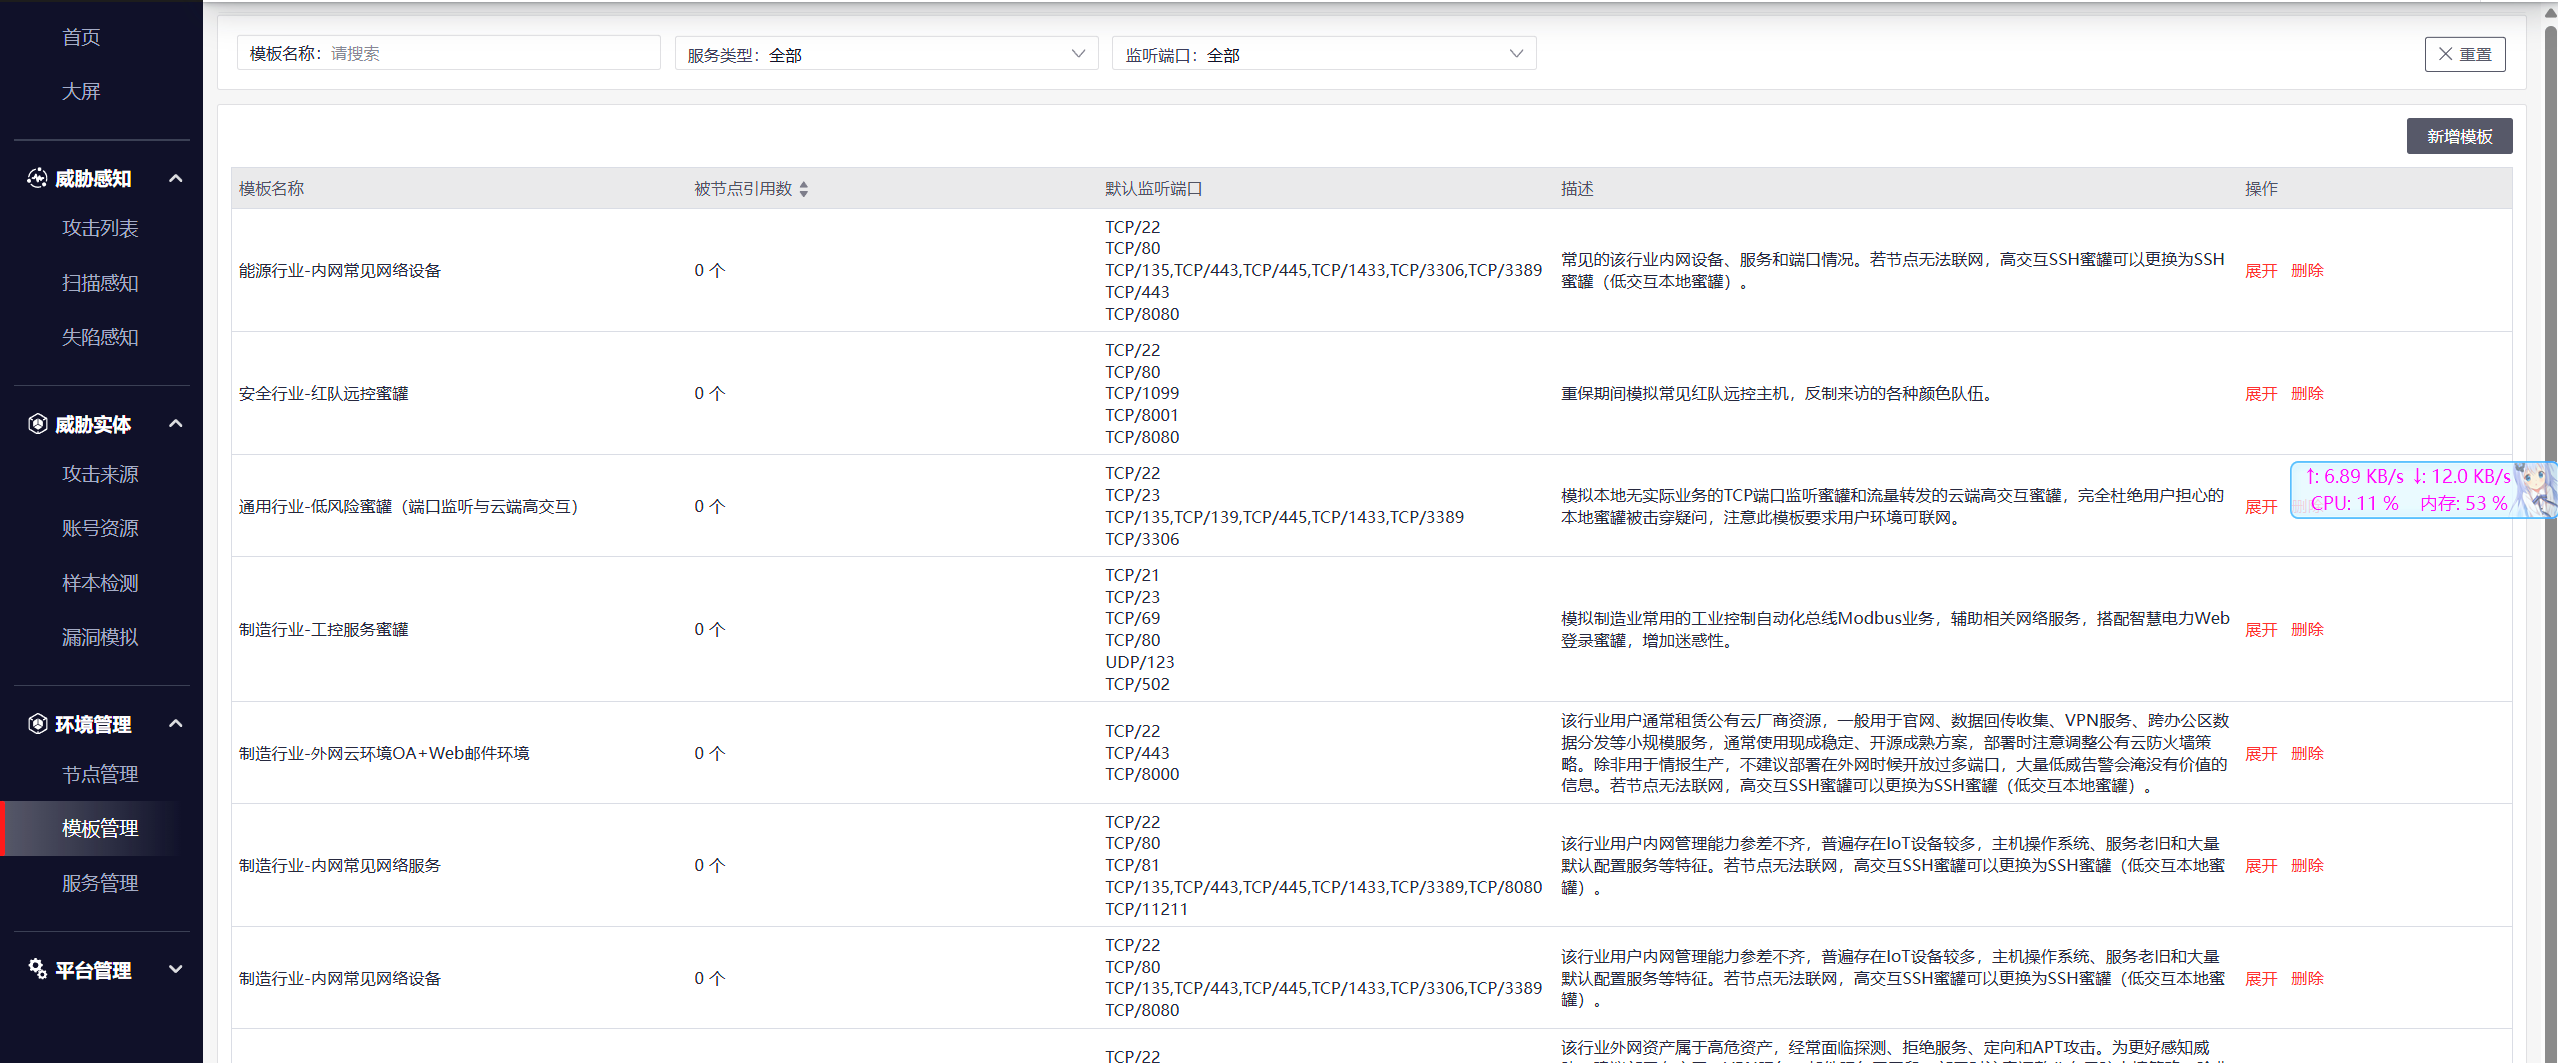 首页
大屏
威胁感知
攻击列表
扫描感知
失陷感知
威胁实体
攻击来源
账号资源
样本检测
漏洞模拟
环境管理
节点管理
模板管理
服务管理
平台管理
模板名称： 请搜索
服务类型： 全部
监听端口： 全部
重置
新增模板
模板名称 被节点引用数 默认监听端口 描述 操作
能源行业-内网常见网络设备
0 个
TCP/22
TCP/80
TCP/135,TCP/443,TCP/445,TCP/1433,TCP/3306,TCP/3389
TCP/443
TCP/8080
常见的该行业内网设备、服务和端口情况。若节点无法联网，高交互SSH蜜罐可以更换为SSH
蜜罐（低交互本地蜜罐）。
展开 删除
安全行业-红队远控蜜罐
0 个
TCP/22
TCP/80
TCP/1099
TCP/8001
TCP/8080
重保期间模拟常见红队远控主机，反制来访的各种颜色队伍。
展开 删除
通用行业-低风险蜜罐（端口监听与云端高交互）
0 个
TCP/22
TCP/23
TCP/135,TCP/139,TCP/445,TCP/1433,TCP/3389
TCP/3306
模拟本地无实际业务的TCP端口监听蜜罐和流量转发的云端高交互蜜罐，完全杜绝用户担心的
本地蜜罐被击穿疑问，注意此模板要求用户环境可联网。
展开
↑: 6.89 KB/s ↓: 12.0 KB/s
CPU: 11 % 内存: 53 %
制造行业-工控服务蜜罐
0 个
TCP/21
TCP/23
TCP/69
TCP/80
UDP/123
TCP/502
模拟制造业常用的工业控制自动化总线Modbus业务，辅助相关网络服务，搭配智慧电力Web
登录蜜罐，增加迷惑性。
展开 删除
制造行业-外网云环境OA+Web邮件环境
0 个
TCP/22
TCP/443
TCP/8000
该行业用户通常租赁公有云厂商资源，一般用于官网、数据回传收集、VPN服务、跨办公区数
据分发等小规模服务，通常使用现成稳定、开源成熟方案，部署时注意调整公有云防火墙策
略。除非用于情报生产，不建议部署在外网时候开放过多端口，大量低威告警会淹没有价值的
信息。若节点无法联网，高交互SSH蜜罐可以更换为SSH蜜罐（低交互本地蜜罐）。
展开 删除
制造行业-内网常见网络服务
0 个
TCP/22
TCP/80
TCP/81
TCP/135,TCP/443,TCP/445,TCP/1433,TCP/3389,TCP/8080
TCP/11211
该行业用户内网管理能力参差不齐，普遍存在IoT设备较多，主机操作系统、服务老旧和大量
默认配置服务等特征。若节点无法联网，高交互SSH蜜罐可以更换为SSH蜜罐（低交互本地蜜
罐）。
展开 删除
制造行业-内网常见网络设备
0 个
TCP/22
TCP/80
TCP/135,TCP/443,TCP/445,TCP/1433,TCP/3306,TCP/3389
TCP/8080
该行业用户内网管理能力参差不齐，普遍存在IoT设备较多，主机操作系统、服务老旧和大量
默认配置服务等特征。若节点无法联网，高交互SSH蜜罐可以更换为SSH蜜罐（低交互本地蜜
罐）。
展开 删除
TCP/22
该行业外网资产属于高危资产，经常面临探测、拒绝服务、定向和APT攻击。为更好感知威